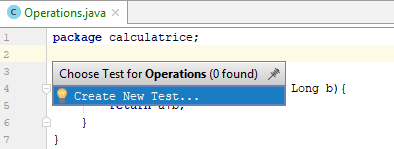 Operations.java
1 package calculatrice;
2
3 Choose Test for Operations (0 found)
4 Create New Test... Long b){
5
6 }
7 }